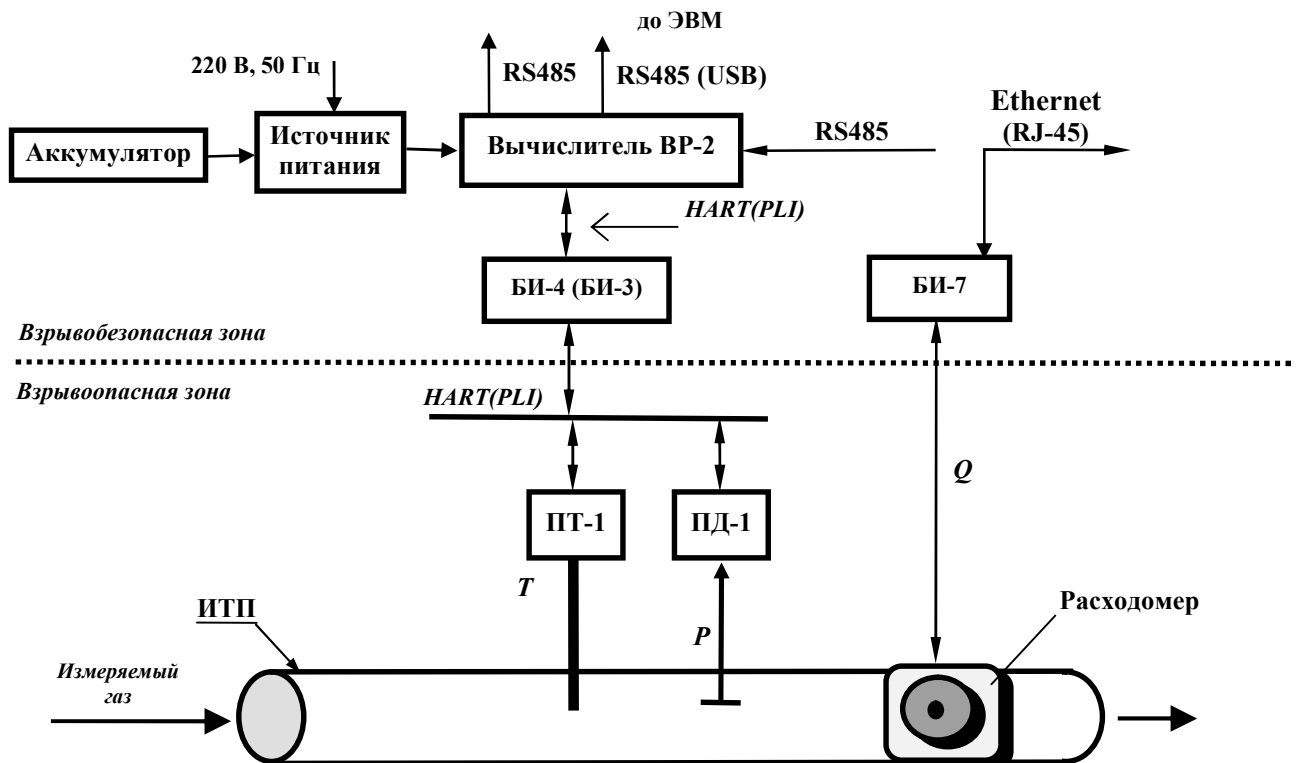 до ЭВМ
220 В, 50 Гц
RS485
RS485 (USB)
Ethernet
(RJ-45)
Аккумулятор
Источник
питания
Вычислитель ВР-2
RS485
HART(PLI)
БИ-4 (БИ-3)
БИ-7
Взрывобезопасная зона
Взрывоопасная зона
HART(PLI)
Q
ПТ-1
ПД-1
T
P
ИТП
Расходомер
Измеряемый
газ